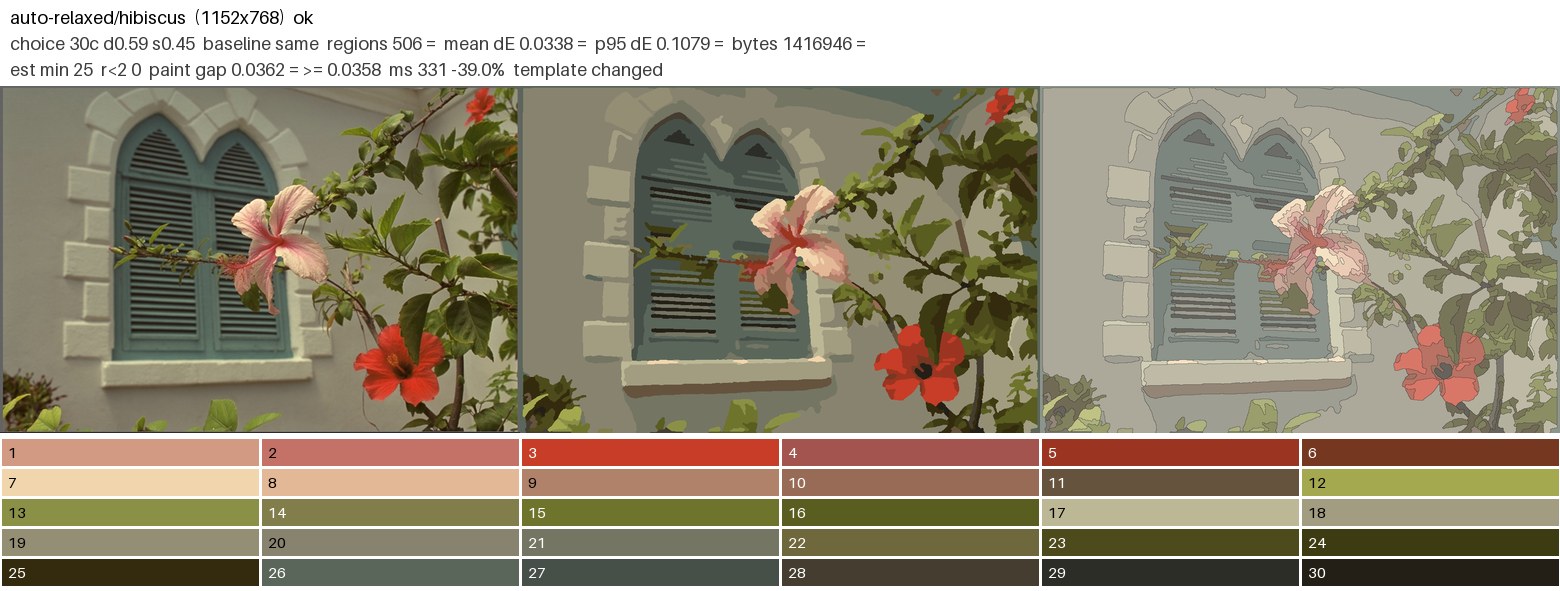 auto-relaxed/hibiscus (1152x768) ok
choice 30c d0.59 s0.45 baseline same regions 506 = mean dE 0.0338 = p95 dE 0.1079 = bytes 1416946 =
est min 25 r<2 0 paint gap 0.0362 = >= 0.0358 ms 331 -39.0% template changed
1 2 3 4 5 6
7 8 9 10 11 12
13 14 15 16 17 18
19 20 21 22 23 24
25 26 27 28 29 30